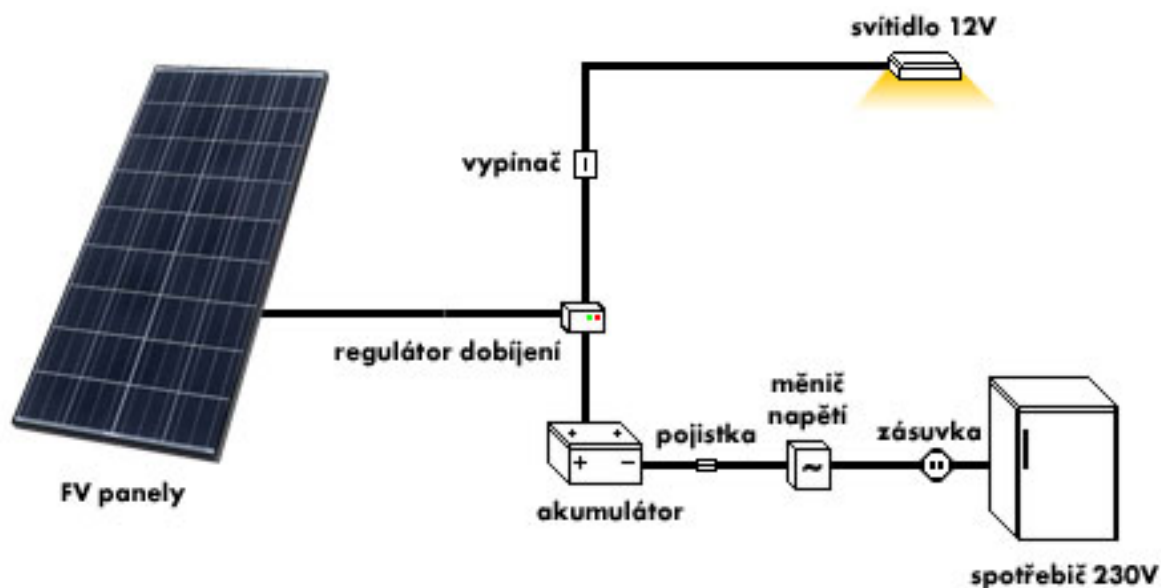 svítidlo 12V
vypínač
regulátor dobíjení
měnič
napětí
pojistka
zásuvka
FV panely
akumulátor
spotřebič 230V